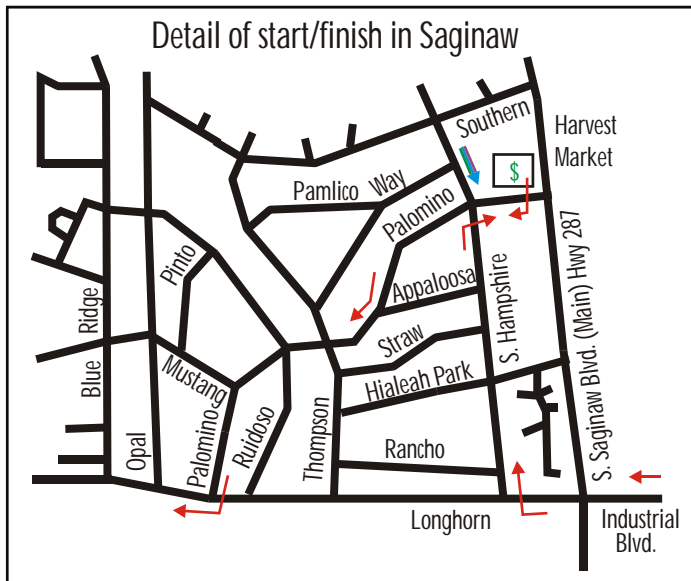 Detail of start/finish in Saginaw
Southern
Harvest
Market
$
Pamlico Way
Palomino
Pinto
Appaloosa
S. Hampshire
S. Saginaw Blvd. (Main) Hwy 287
Ridge
Blue
Straw
Mustang
Hialeah Park
Opal
Palomino
Ruidoso
Thompson
Rancho
Longhorn
Industrial
Blvd.